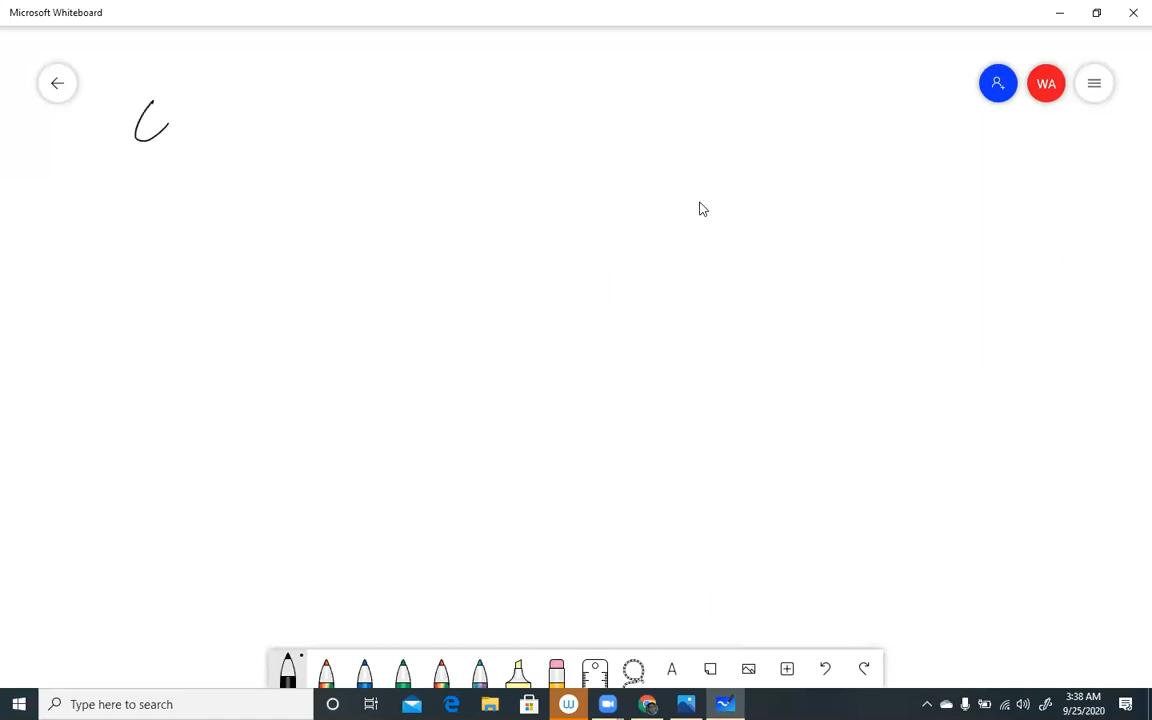 Microsoft Whiteboard
WA
A
Type here to search
W
3:38 AM
9/25/2020